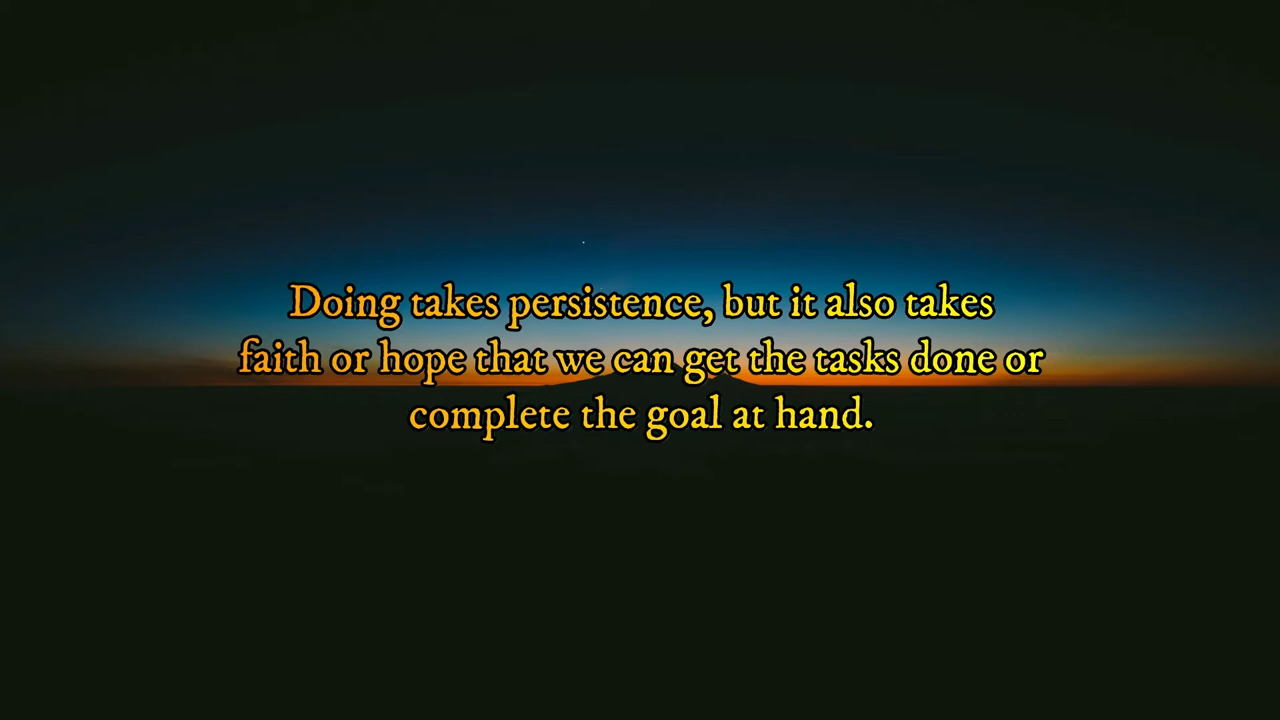 Doing takes persistence, but it also takes
faith or hope that we can get the tasks done or
complete the goal at hand.